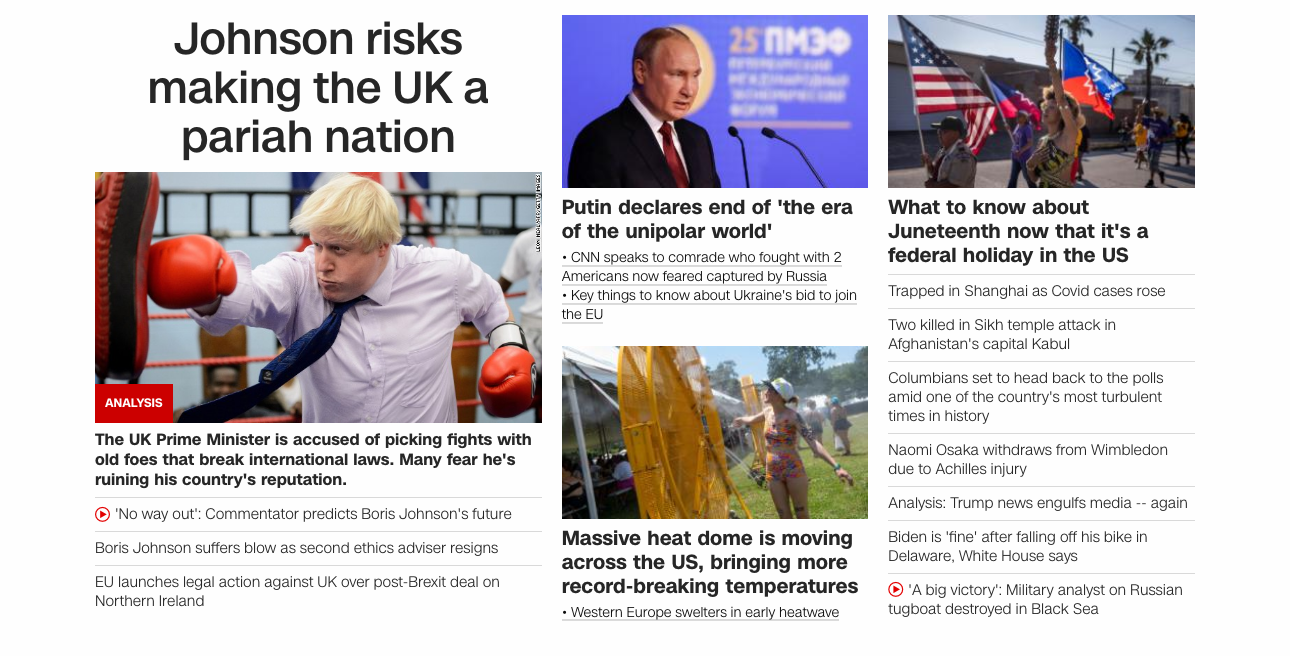 Johnson risks
making the UK a
pariah nation
LEON NEAL/AFP/GETTY IMAGES
ANALYSIS
The UK Prime Minister is accused of picking fights with
old foes that break international laws. Many fear he's
ruining his country's reputation.
'No way out': Commentator predicts Boris Johnson's future
Boris Johnson suffers blow as second ethics adviser resigns
EU launches legal action against UK over post-Brexit deal on
Northern Ireland
25 ПМЭФ
ПЕТЕРБУРГСКИЙ
МЕЖДУНАРОДНЫЙ
ЭКОНОМИЧЕСКИЙ
ФОРУМ
Putin declares end of 'the era
of the unipolar world'
• CNN speaks to comrade who fought with 2
Americans now feared captured by Russia
• Key things to know about Ukraine's bid to join
the EU
Massive heat dome is moving
across the US, bringing more
record-breaking temperatures
• Western Europe swelters in early heatwave
What to know about
Juneteenth now that it's a
federal holiday in the US
Trapped in Shanghai as Covid cases rose
Two killed in Sikh temple attack in
Afghanistan's capital Kabul
Columbians set to head back to the polls
amid one of the country's most turbulent
times in history
Naomi Osaka withdraws from Wimbledon
due to Achilles injury
Analysis: Trump news engulfs media -- again
Biden is 'fine' after falling off his bike in
Delaware, White House says
'A big victory': Military analyst on Russian
tugboat destroyed in Black Sea